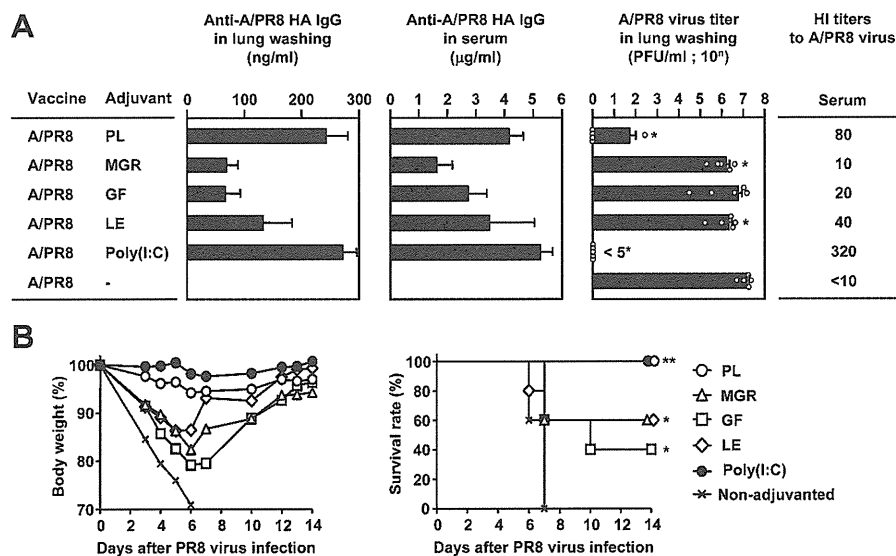 A
Anti-A/PR8 HA IgG in lung washing (ng/ml)
Anti-A/PR8 HA IgG in serum (μg/ml)
A/PR8 virus titer in lung washing (PFU/ml ; 10ⁿ)
HI titers to A/PR8 virus
Vaccine Adjuvant 0 100 200 300 0 1 2 3 4 5 6 0 1 2 3 4 5 6 7 8 Serum
A/PR8 PL * 80
A/PR8 MGR * 10
A/PR8 GF 20
A/PR8 LE * 40
A/PR8 Poly(I:C) < 5* 320
A/PR8 - <10
B
Body weight (%)
100
90
80
70
0 2 4 6 8 10 12 14
Days after PR8 virus infection
Survival rate (%)
100
80
60
40
20
0
0 2 4 6 8 10 12 14
Days after PR8 virus infection
**
*
*
PL
MGR
GF
LE
Poly(I:C)
Non-adjuvanted